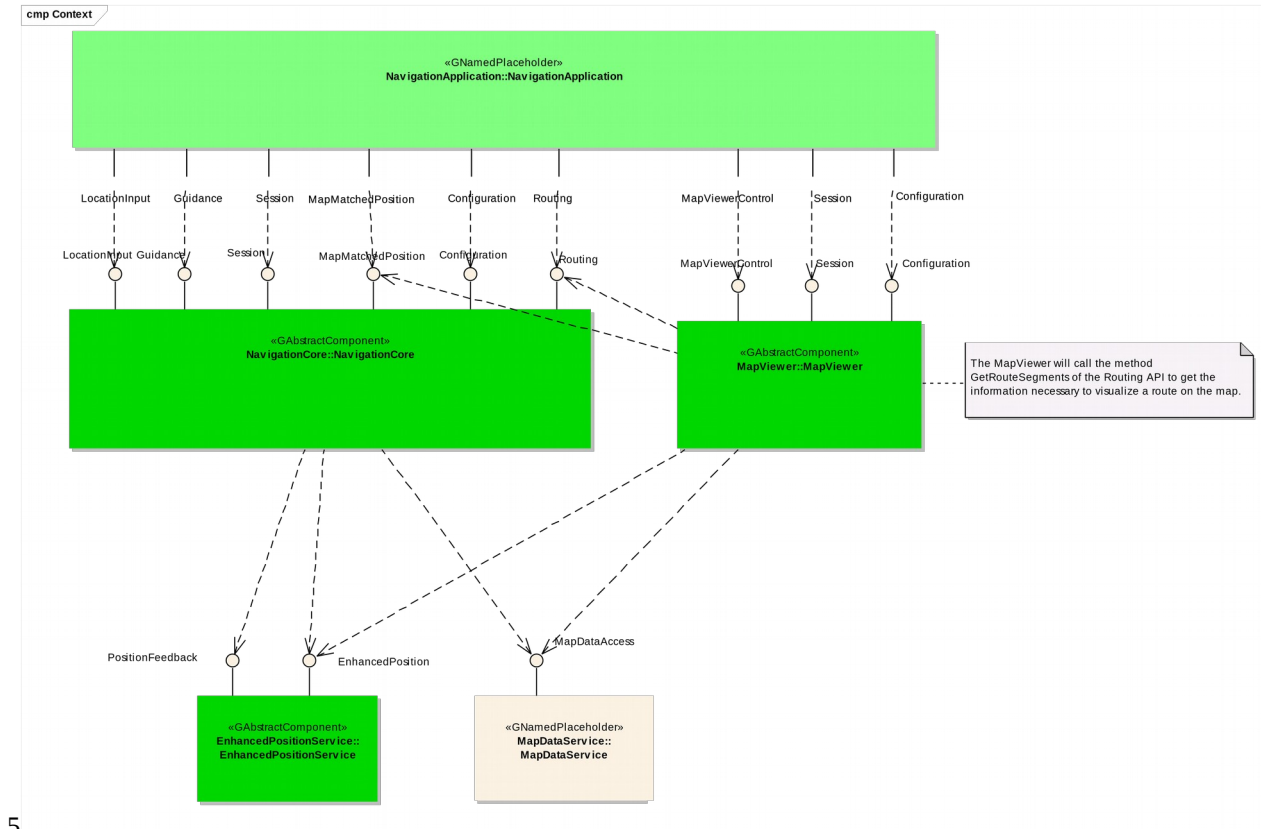 cmp Context
«GNamedPlaceholder»
NavigationApplication::NavigationApplication
LocationInput Guidance Session MapMatchedPosition Configuration Routing MapViewerControl Session Configuration
LocationInput Guidance Session MapMatchedPosition Configuration Routing MapViewerControl Session Configuration
«GAbstractComponent»
NavigationCore::NavigationCore
«GAbstractComponent»
MapViewer::MapViewer
The MapViewer will call the method
GetRouteSegments of the Routing API to get the
information necessary to visualize a route on the map.
PositionFeedback EnhancedPosition MapDataAccess
«GAbstractComponent»
EnhancedPositionService::
EnhancedPositionService
«GNamedPlaceholder»
MapDataService::
MapDataService
5